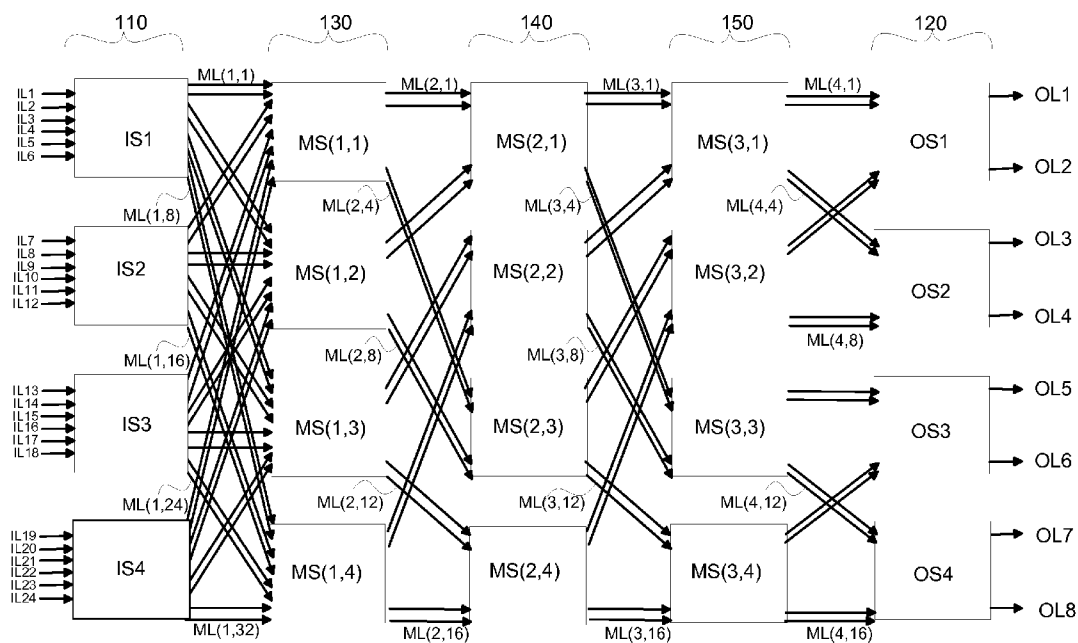 110 130 140 150 120
ML(1,1) ML(2,1) ML(3,1) ML(4,1)
IL1
IL2
IL3
IL4
IL5
IL6
IS1 MS(1,1) MS(2,1) MS(3,1) OS1
OL1
OL2
ML(1,8) ML(2,4) ML(3,4) ML(4,4)
IL7
IL8
IL9
IL10
IL11
IL12
IS2 MS(1,2) MS(2,2) MS(3,2) OS2
OL3
OL4
ML(1,16) ML(2,8) ML(3,8) ML(4,8)
IL13
IL14
IL15
IL16
IL17
IL18
IS3 MS(1,3) MS(2,3) MS(3,3) OS3
OL5
OL6
ML(1,24) ML(2,12) ML(3,12) ML(4,12)
IL19
IL20
IL21
IL22
IL23
IL24
IS4 MS(1,4) MS(2,4) MS(3,4) OS4
OL7
OL8
ML(1,32) ML(2,16) ML(3,16) ML(4,16)